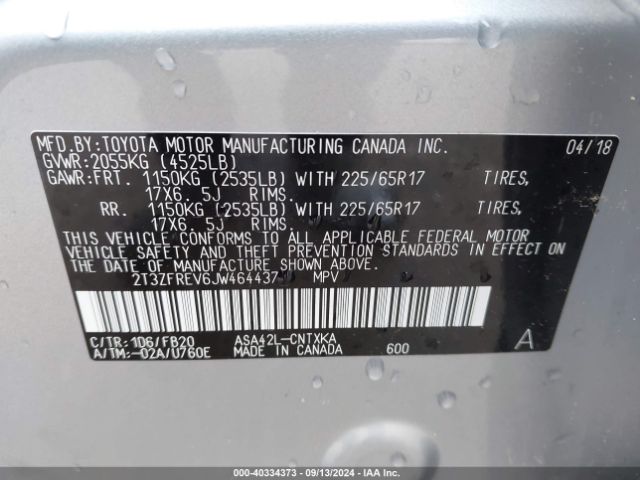 MFD.BY:TOYOTA MOTOR MANUFACTURING CANADA INC. 04/18
GVWR:2055KG (4525LB)
GAWR:FRT. 1150KG (2535LB) WITH 225/65R17 TIRES,
17X6. 5J RIMS.
RR. 1150KG (2535LB) WITH 225/65R17 TIRES,
17X6. 5J RIMS.
THIS VEHICLE CONFORMS TO ALL APPLICABLE FEDERAL MOTOR
VEHICLE SAFETY AND THEFT PREVENTION STANDARDS IN EFFECT ON
THE DATE OF MANUFACTURE SHOWN ABOVE.
2T3ZFREV6JW464437 MPV
C/TR:1D6/FB20 ASA42L-CNTXKA
A/TM:-02A/U760E MADE IN CANADA 600 A
000-40334373 - 09/13/2024 - IAA Inc.